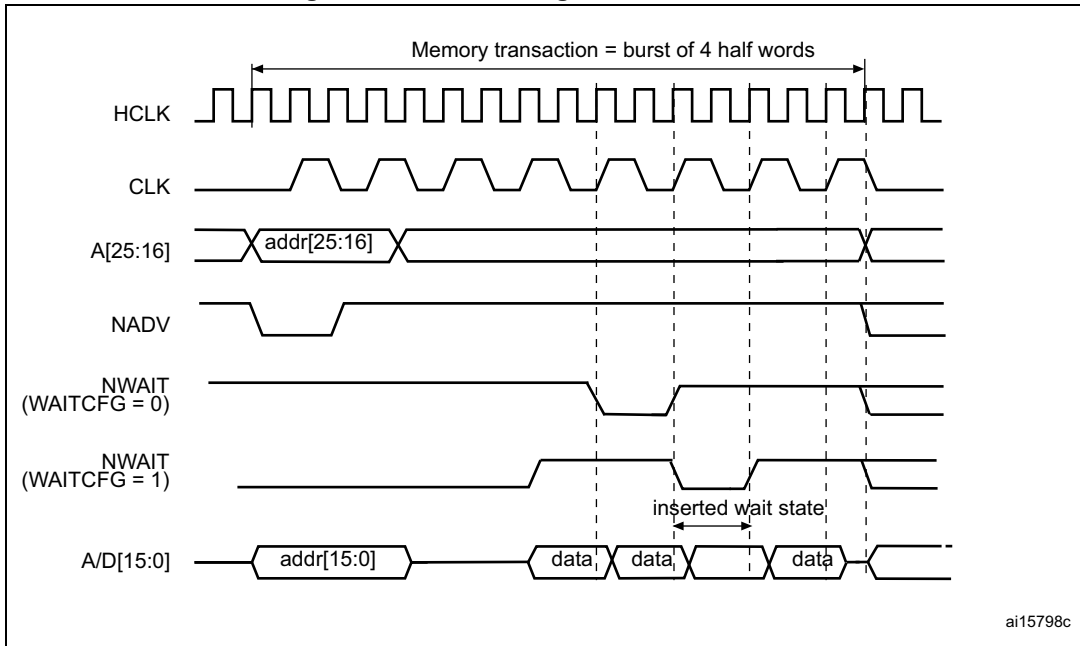 Memory transaction = burst of 4 half words
HCLK
CLK
A[25:16]
addr[25:16]
NADV
NWAIT
(WAITCFG = 0)
NWAIT
(WAITCFG = 1)
inserted wait state
A/D[15:0]
addr[15:0]
data
data
data
ai15798c